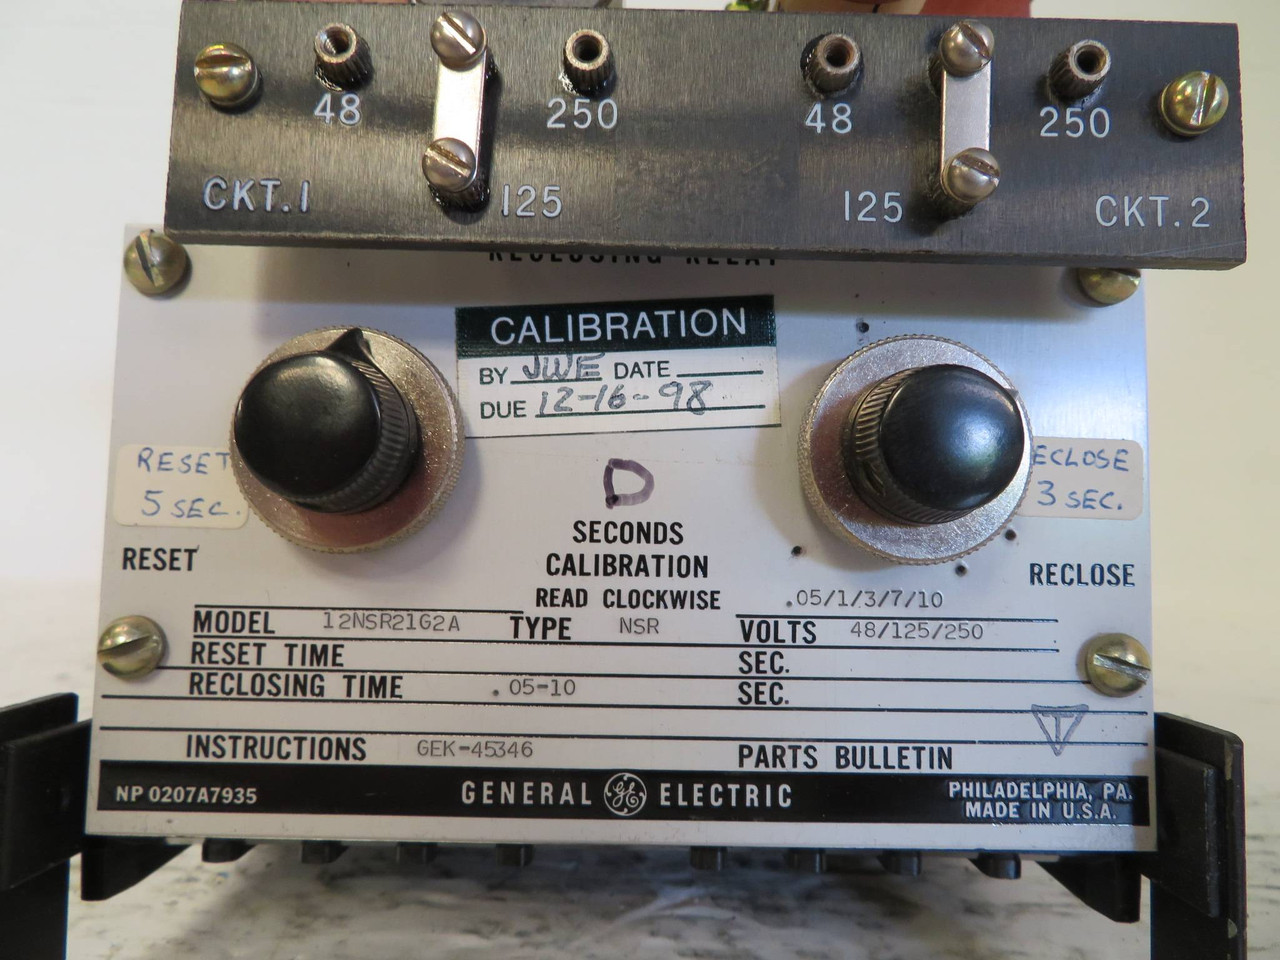 48
250
48
250
CKT.1
125
125
CKT.2
RECLOSING RELAY
CALIBRATION
BY JWE DATE
DUE 12-16-98
RESET
5 SEC.
ECLOSE
3 SEC.
D
SECONDS
CALIBRATION
READ CLOCKWISE
RESET
RECLOSE
.05/1/3/7/10
MODEL 12NSR21G2A TYPE NSR VOLTS 48/125/250
RESET TIME SEC.
RECLOSING TIME .05-10 SEC.
T
INSTRUCTIONS GEK-45346 PARTS BULLETIN
NP 0207A7935 GENERAL GE ELECTRIC PHILADELPHIA, PA.
MADE IN U.S.A.